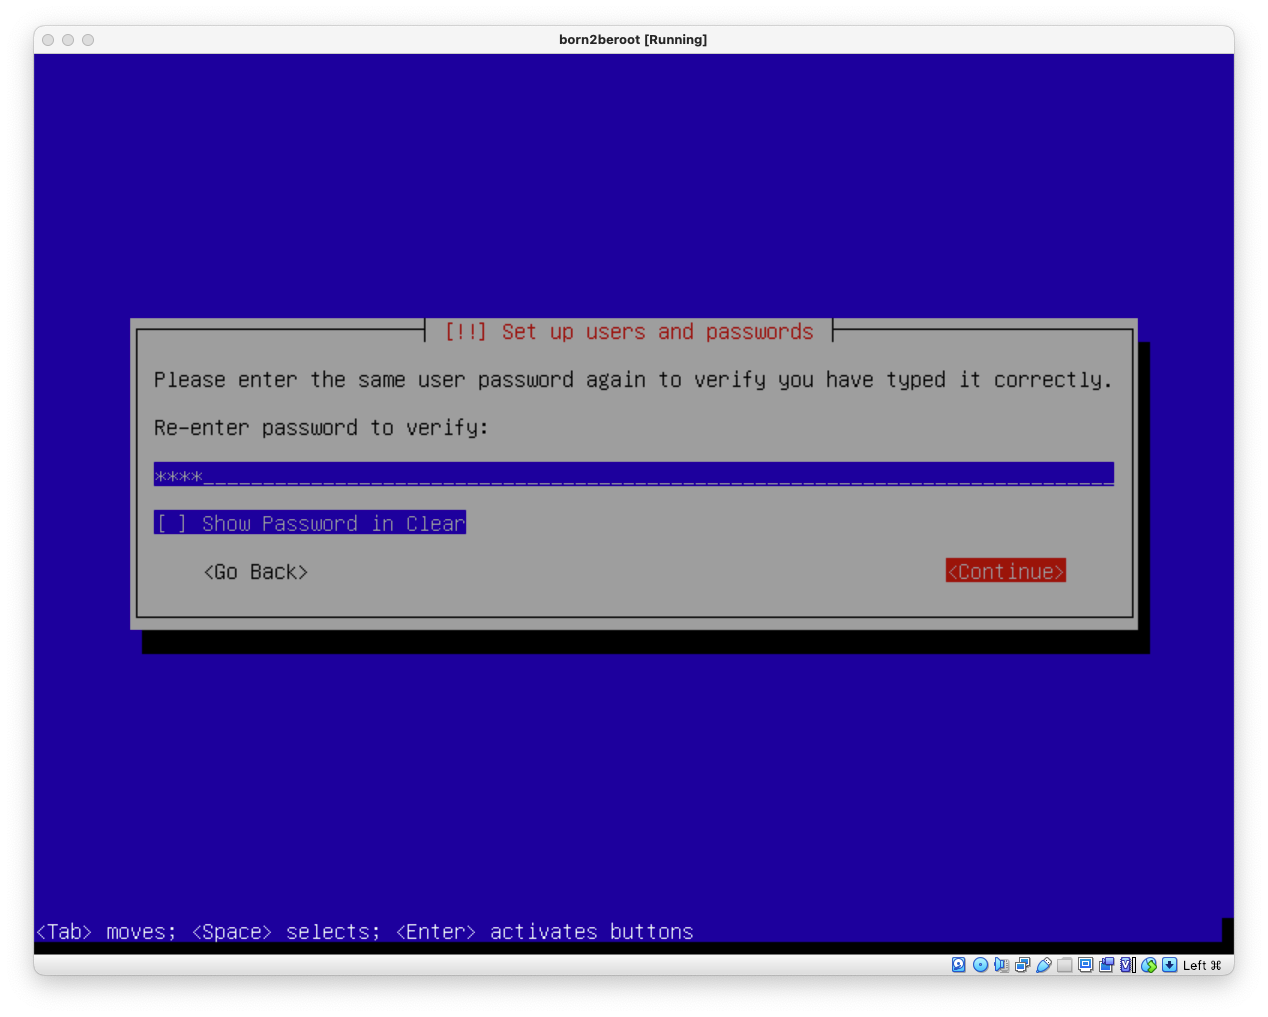 born2beroot [Running]
[!!] Set up users and passwords
Please enter the same user password again to verify you have typed it correctly.
Re-enter password to verify:
****________________________________________________________________________
[ ] Show Password in Clear
<Go Back> <Continue>
<Tab> moves; <Space> selects; <Enter> activates buttons
Left ⌘